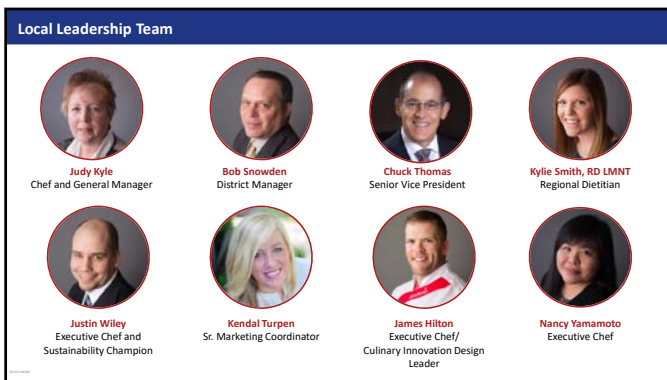 Local Leadership Team
Judy Kyle
Chef and General Manager
Bob Snowden
District Manager
Chuck Thomas
Senior Vice President
Kylie Smith, RD LMNT
Regional Dietitian
Justin Wiley
Executive Chef and
Sustainability Champion
Kendal Turpen
Sr. Marketing Coordinator
James Hilton
Executive Chef/
Culinary Innovation Design
Leader
Nancy Yamamoto
Executive Chef